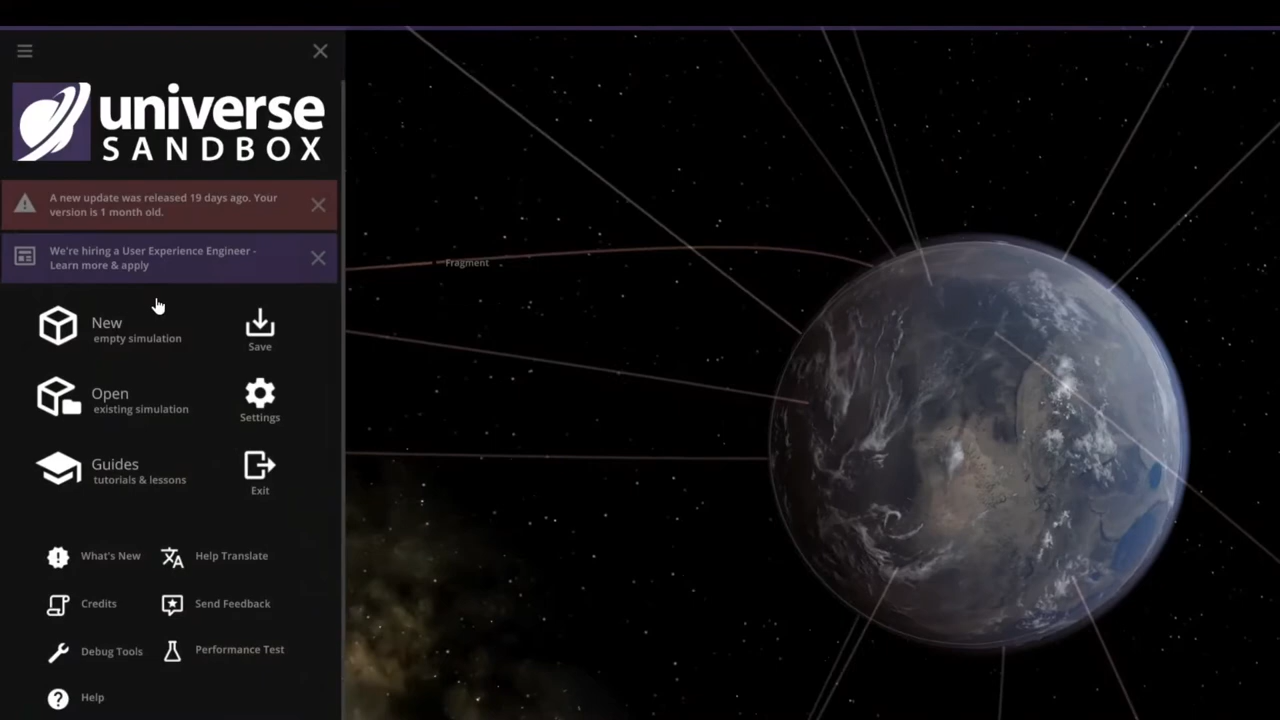 universe
SANDBOX
A new update was released 19 days ago. Your
version is 1 month old.
We're hiring a User Experience Engineer -
Learn more & apply
New
empty simulation
Save
Open
existing simulation
Settings
Guides
tutorials & lessons
Exit
What's New
Help Translate
Credits
Send Feedback
Debug Tools
Performance Test
Help
Fragment